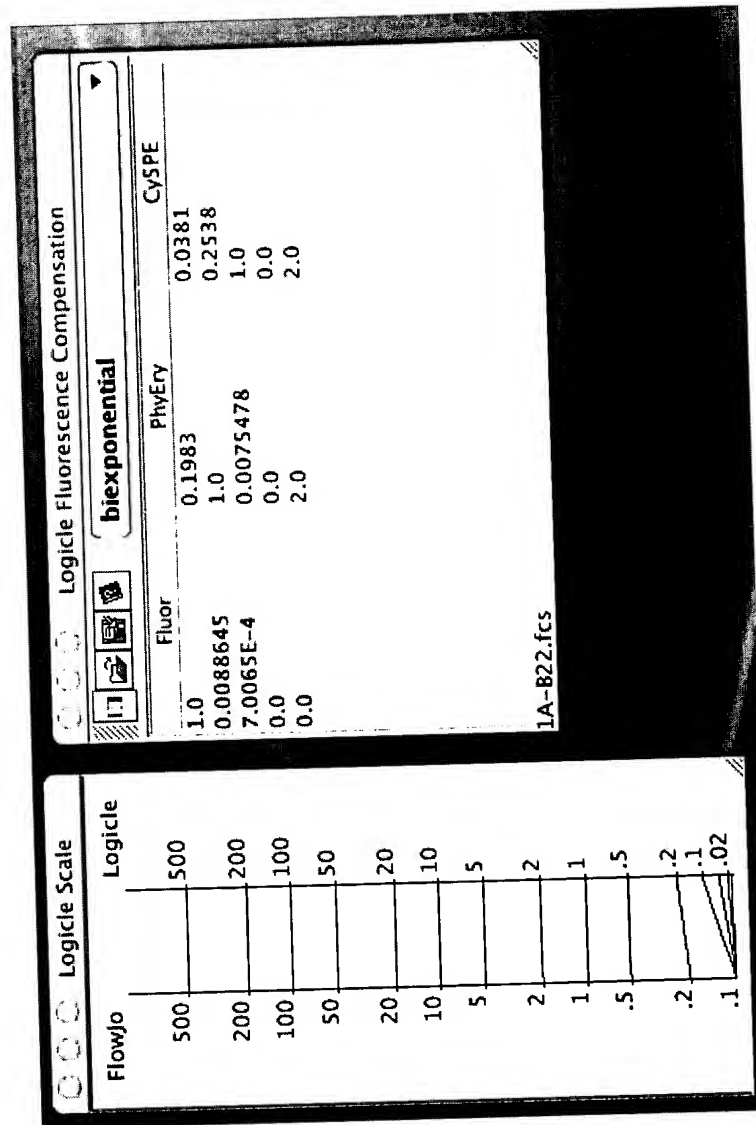 Logicle Scale
FlowJo Logicle
500 500
200 200
100 100
50 50
20 20
10 10
5 5
2 2
1 1
.5 .5
.2 .2
.1 .1
.02
Logicle Fluorescence Compensation
biexponential
Fluor PhyEry Cy5PE
1.0 0.1983 0.0381
0.0088645 1.0 0.2538
7.0065E-4 0.0075478 1.0
0.0 0.0 0.0
0.0 2.0 2.0
1A-B22.fcs